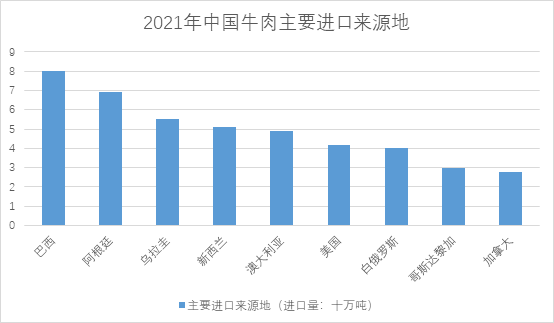 2021年中国牛肉主要进口来源地
9
8
7
6
5
4
3
2
1
0
巴西
阿根廷
乌拉圭
新西兰
澳大利亚
美国
白俄罗斯
哥斯达黎加
加拿大
主要进口来源地（进口量：十万吨）